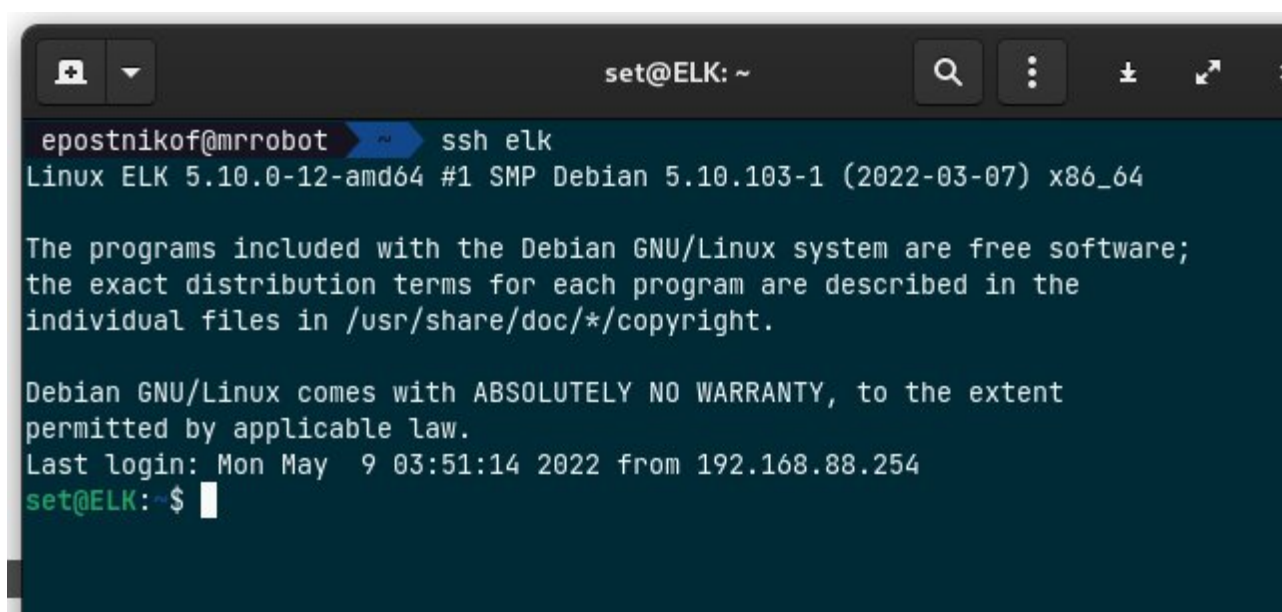 set@ELK: ~
epostnikof@mrrobot ~ ssh elk
Linux ELK 5.10.0-12-amd64 #1 SMP Debian 5.10.103-1 (2022-03-07) x86_64
The programs included with the Debian GNU/Linux system are free software;
the exact distribution terms for each program are described in the
individual files in /usr/share/doc/*/copyright.
Debian GNU/Linux comes with ABSOLUTELY NO WARRANTY, to the extent
permitted by applicable law.
Last login: Mon May  9 03:51:14 2022 from 192.168.88.254
set@ELK:~$